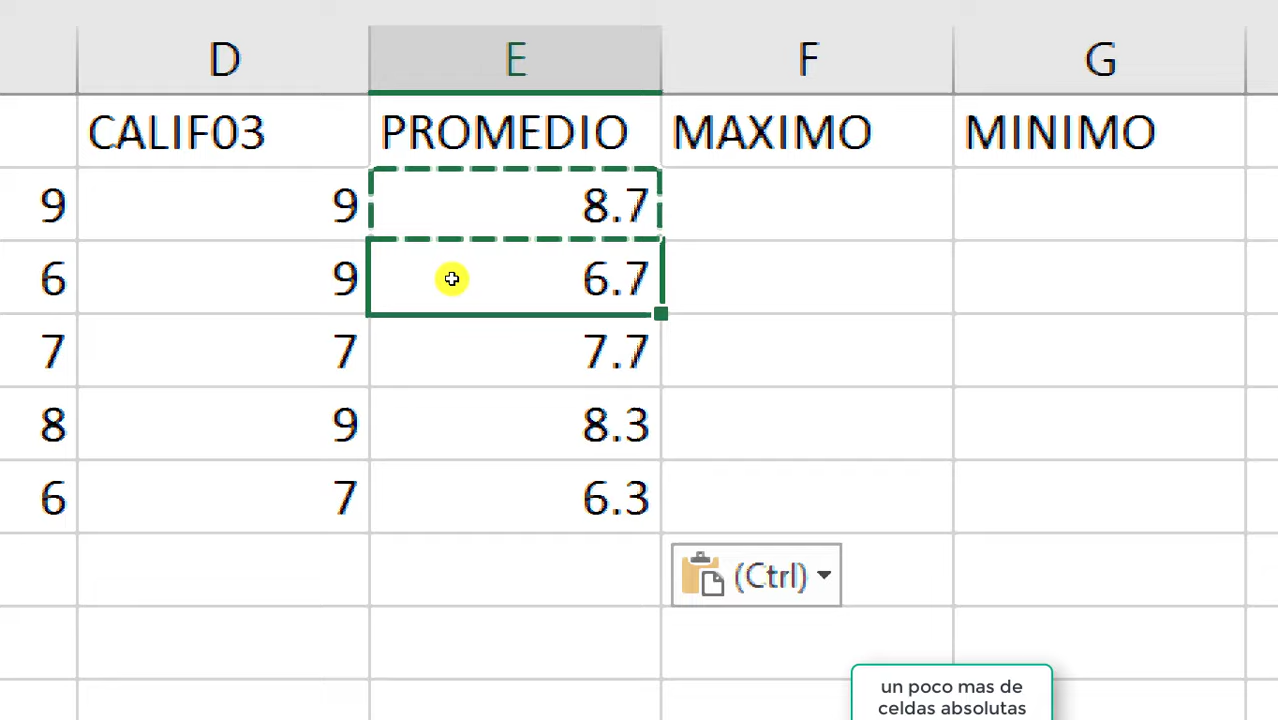 D E F G
CALIF03 PROMEDIO MAXIMO MINIMO
9 9 8.7
6 9 6.7
7 7 7.7
8 9 8.3
6 7 6.3
(Ctrl)
un poco mas de
celdas absolutas